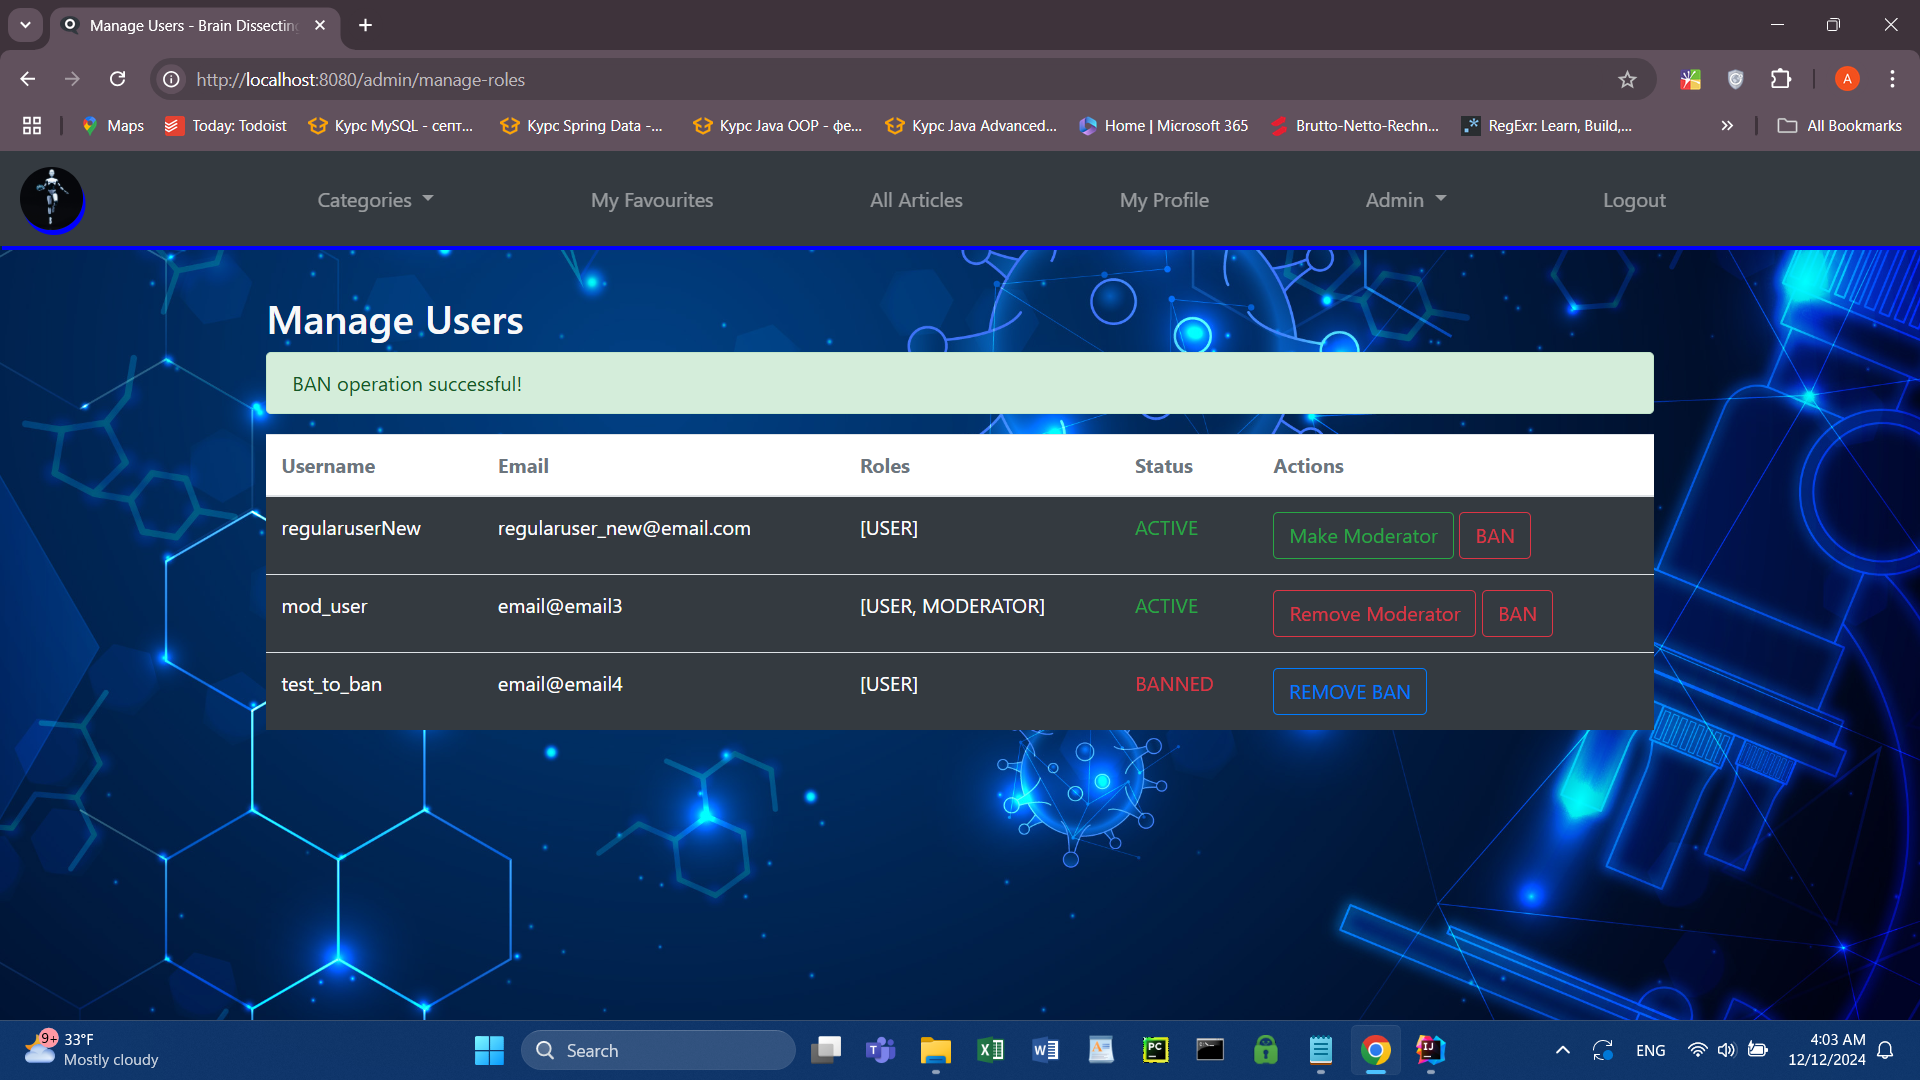 Manage Users - Brain Dissecting
http://localhost:8080/admin/manage-roles
A
Maps
Today: Todoist
Курс MySQL - септ...
Курс Spring Data -...
Курс Java OOP - фе...
Курс Java Advanced...
Home | Microsoft 365
Brutto-Netto-Rechn...
RegExr: Learn, Build,...
All Bookmarks
Categories
My Favourites
All Articles
My Profile
Admin
Logout
Manage Users
BAN operation successful!
Username Email Roles Status Actions
regularuserNew regularuser_new@email.com [USER] ACTIVE Make Moderator BAN
mod_user email@email3 [USER, MODERATOR] ACTIVE Remove Moderator BAN
test_to_ban email@email4 [USER] BANNED REMOVE BAN
9+
33°F
Mostly cloudy
Search
PC
IJ
ENG
4:03 AM
12/12/2024